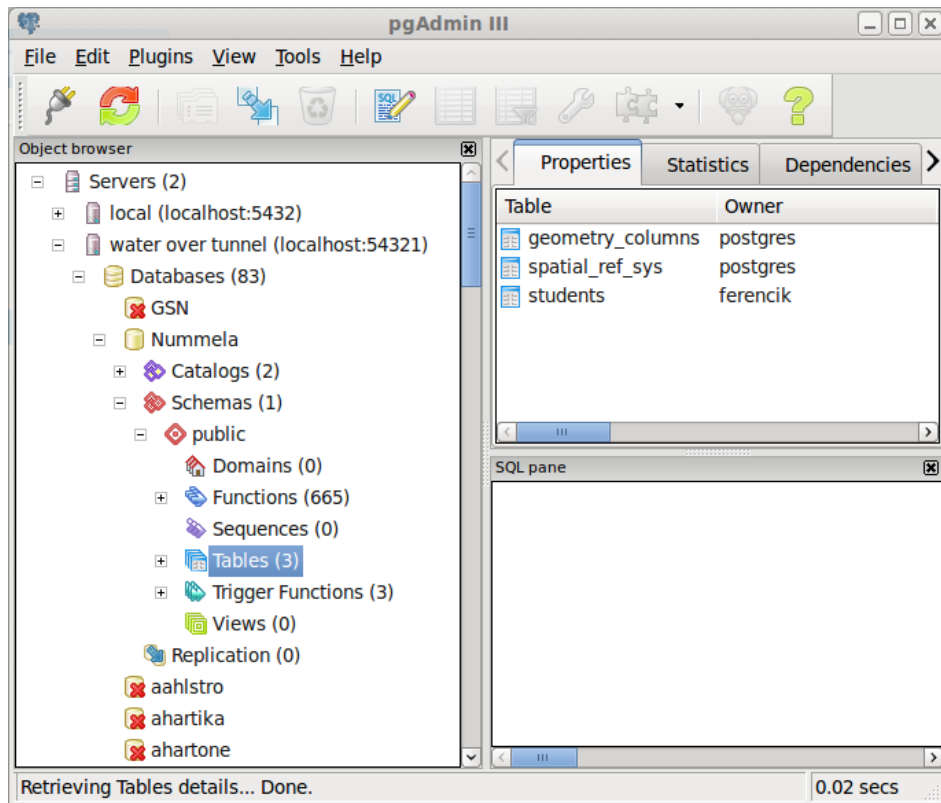 pgAdmin III
File Edit Plugins View Tools Help
SQL
Object browser
Servers (2)
local (localhost:5432)
water over tunnel (localhost:54321)
Databases (83)
GSN
Nummela
Catalogs (2)
Schemas (1)
public
Domains (0)
Functions (665)
Sequences (0)
Tables (3)
Trigger Functions (3)
Views (0)
Replication (0)
aahlstro
ahartika
ahartone
Properties Statistics Dependencies
Table Owner
geometry_columns postgres
spatial_ref_sys postgres
students ferencik
SQL pane
Retrieving Tables details... Done. 0.02 secs